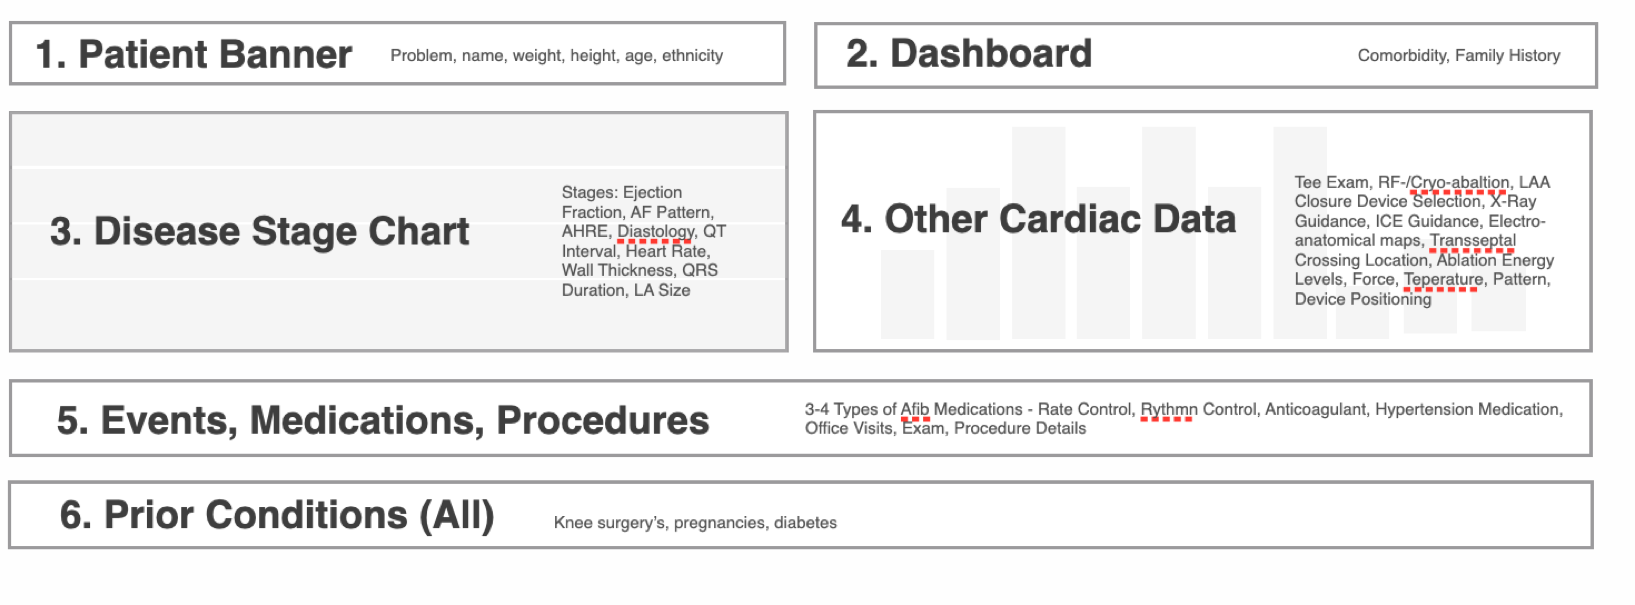 1. Patient Banner
Problem, name, weight, height, age, ethnicity
2. Dashboard
Comorbidity, Family History
3. Disease Stage Chart
Stages: Ejection
Fraction, AF Pattern,
AHRE, Diastology, QT
Interval, Heart Rate,
Wall Thickness, QRS
Duration, LA Size
4. Other Cardiac Data
Tee Exam, RF-/Cryo-abaltion, LAA
Closure Device Selection, X-Ray
Guidance, ICE Guidance, Electro-
anatomical maps, Transseptal
Crossing Location, Ablation Energy
Levels, Force, Teperature, Pattern,
Device Positioning
5. Events, Medications, Procedures
3-4 Types of Afib Medications - Rate Control, Rythmn Control, Anticoagulant, Hypertension Medication,
Office Visits, Exam, Procedure Details
6. Prior Conditions (All)
Knee surgery’s, pregnancies, diabetes